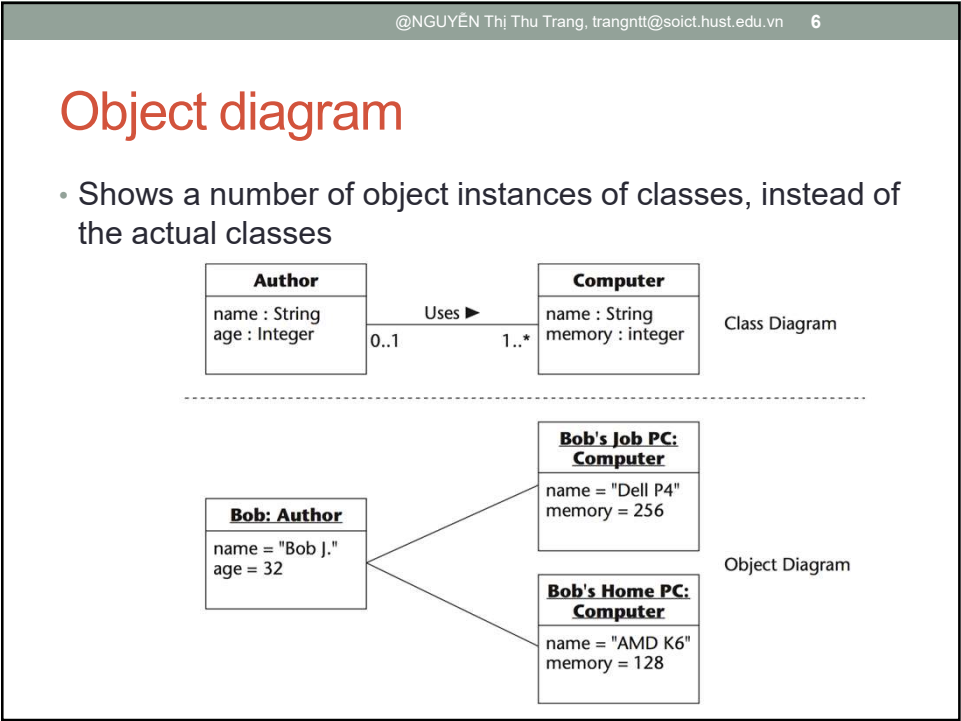 @NGUYỄN Thị Thu Trang, trangntt@soict.hust.edu.vn 6
Object diagram
• Shows a number of object instances of classes, instead of
the actual classes
Author
name : String
age : Integer
Uses ►
0..1
1..*
Computer
name : String
memory : integer
Class Diagram
Bob: Author
name = "Bob J."
age = 32
Bob's Job PC:
Computer
name = "Dell P4"
memory = 256
Object Diagram
Bob's Home PC:
Computer
name = "AMD K6"
memory = 128